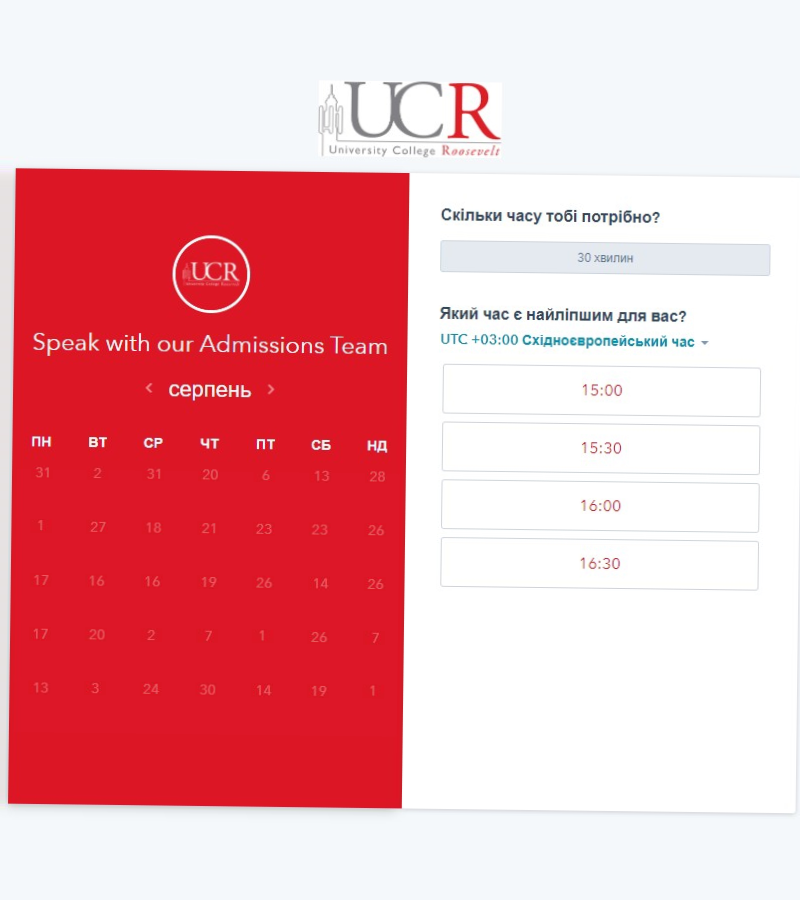 UCR
University College Roosevelt
UCR
Speak with our Admissions Team
серпень
ПН ВТ СР ЧТ ПТ СБ НД
31 2 31 20 6 13 28
1 27 18 21 23 23 26
17 16 16 19 26 14 26
17 20 2 7 1 26 7
13 3 24 30 14 19 1
Скільки часу тобі потрібно?
30 хвилин
Який час є найліпшим для вас?
UTC +03:00 Східноєвропейський час
15:00
15:30
16:00
16:30